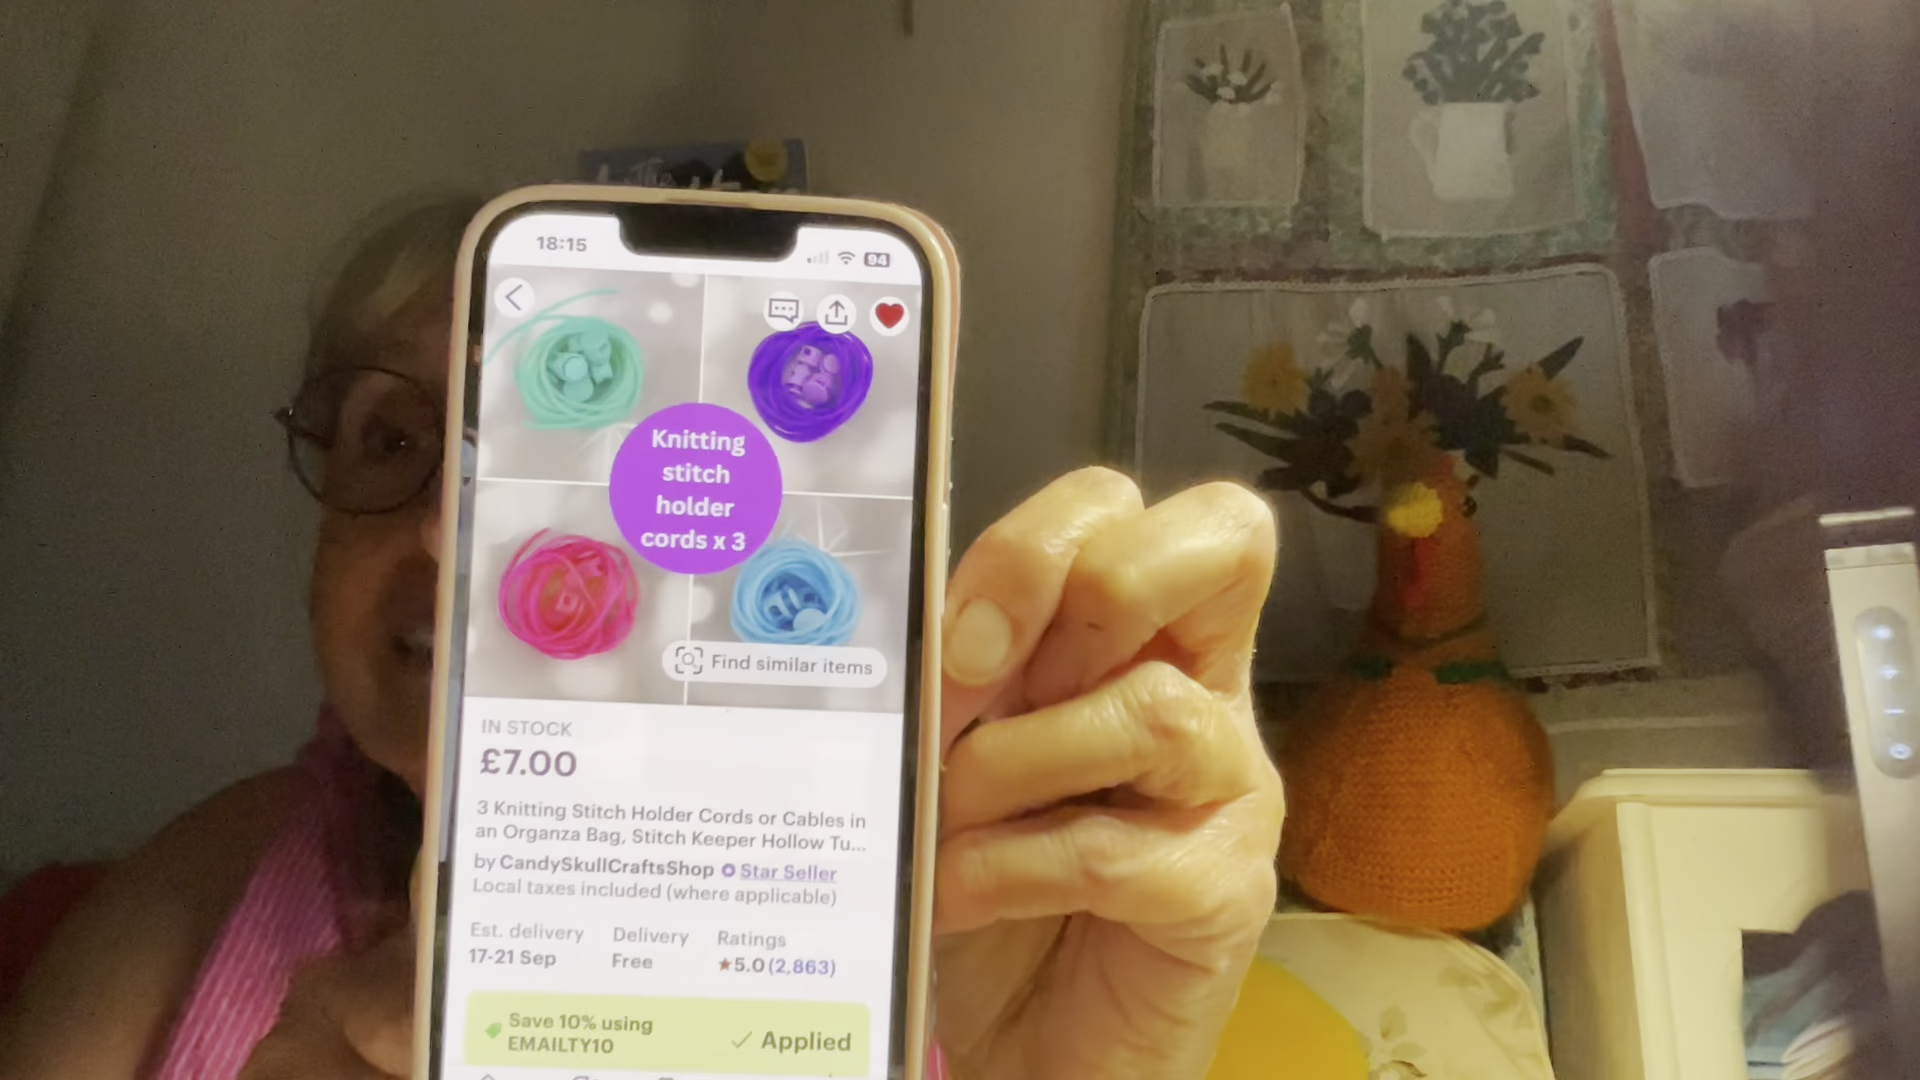 The
18:15
94
Knitting
stitch
holder
cords x 3
Find similar items
IN STOCK
£7.00
3 Knitting Stitch Holder Cords or Cables in
an Organza Bag, Stitch Keeper Hollow Tu...
by CandySkullCraftsShop Star Seller
Local taxes included (where applicable)
Est. delivery Delivery Ratings
17-21 Sep Free ★5.0 (2,863)
Save 10% using
EMAILTY10
Applied